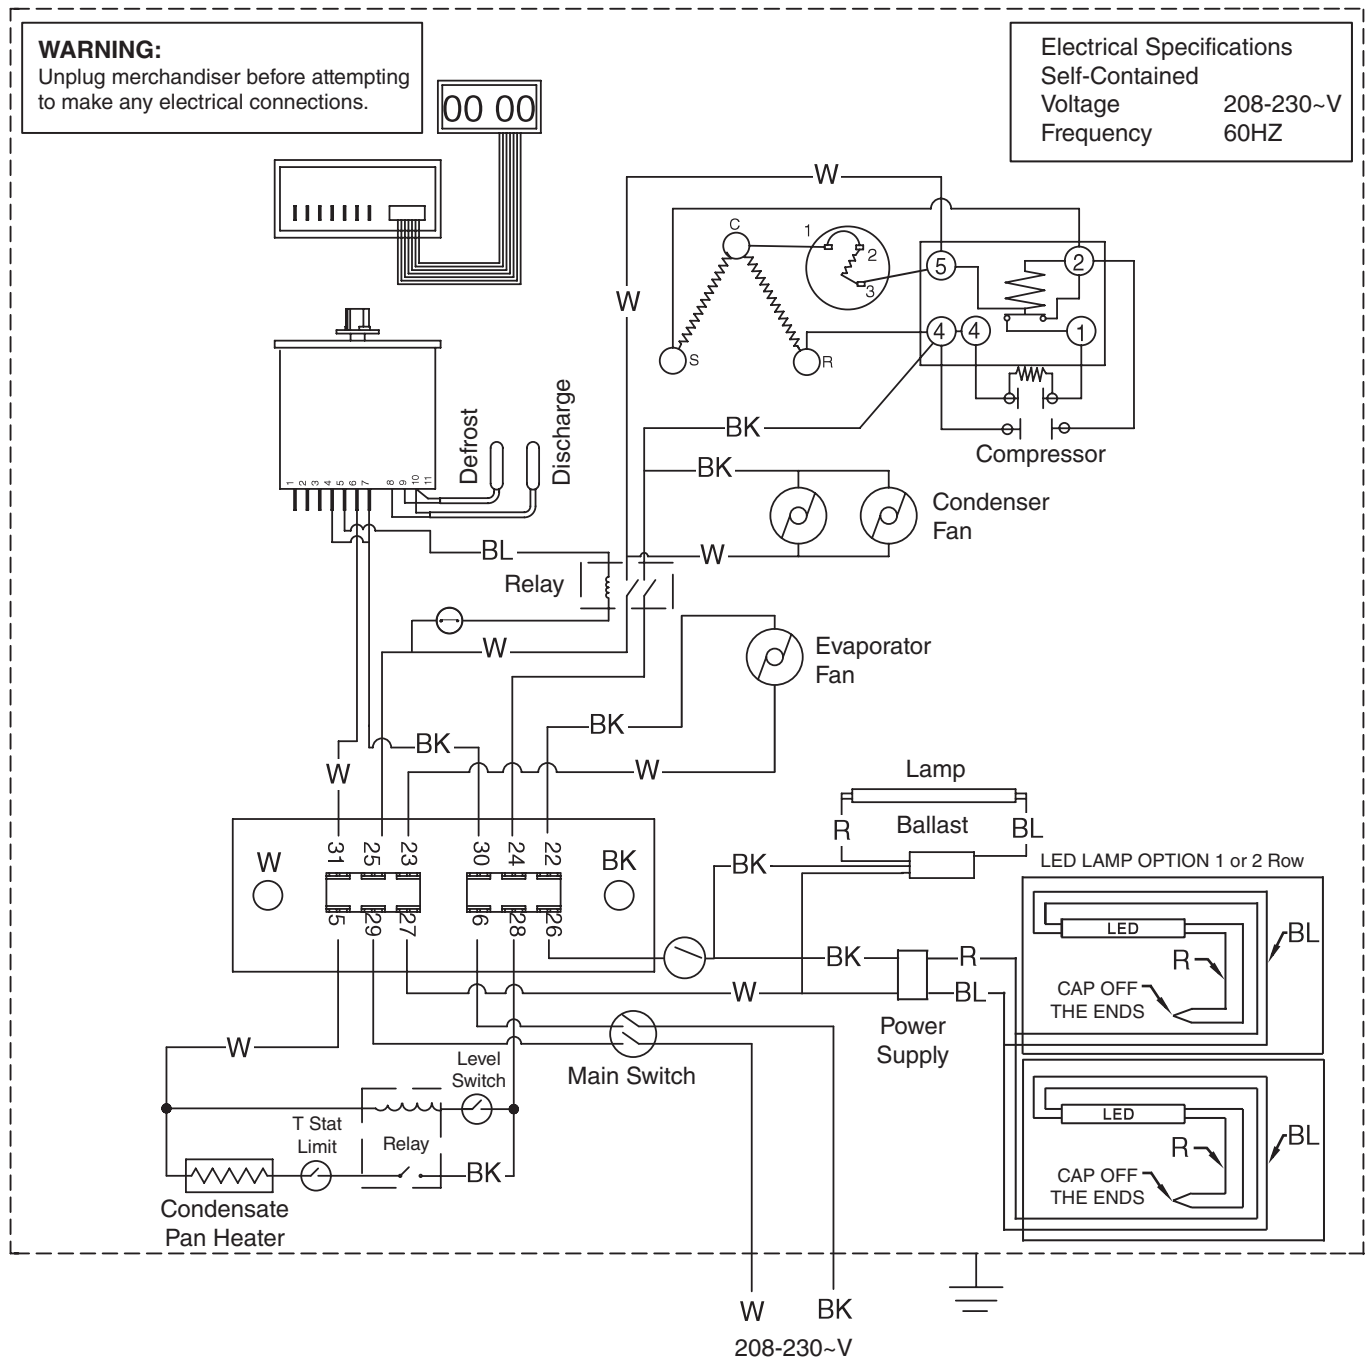 WARNING:
Unplug merchandiser before attempting
to make any electrical connections.
00 00
Electrical Specifications
Self-Contained
Voltage 208-230~V
Frequency 60HZ
W
W
C
S
R
1
2
3
5
2
4
4
1
Compressor
BK
BK
Condenser
Fan
W
1 2 3 4 5 6 7 8 9 10 11
Defrost
Discharge
BL
Relay
W
Evaporator
Fan
BK
BK
W
W
Lamp
R
Ballast
BL
W
31 25 23
30 24 22
BK
5 29 27
6 28 26
BK
BK
W
R
BL
Power
Supply
LED LAMP OPTION 1 or 2 Row
LED
R
BL
CAP OFF
THE ENDS
LED
R
BL
CAP OFF
THE ENDS
W
Level
Switch
Main Switch
T Stat
Limit
Relay
BK
Condensate
Pan Heater
W BK
208-230~V